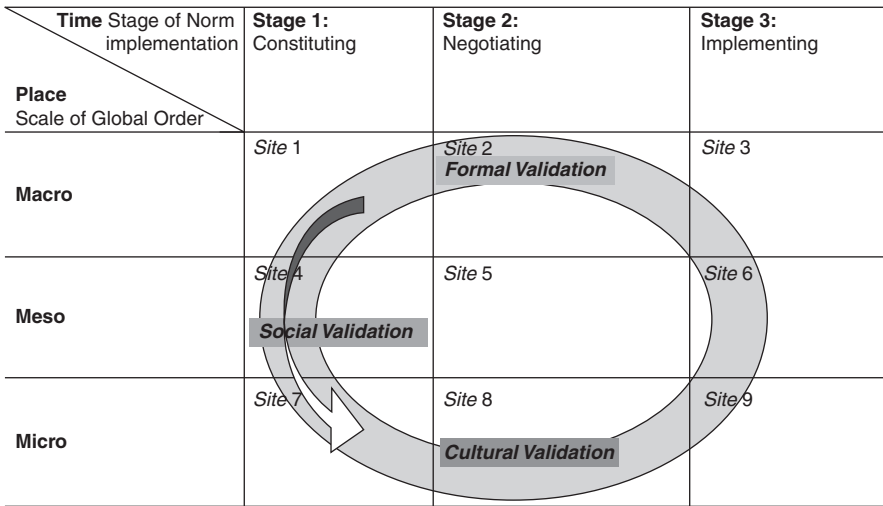 Time Stage of Norm
implementation
Stage 1:
Constituting
Stage 2:
Negotiating
Stage 3:
Implementing
Place
Scale of Global Order
Macro
Site 1
Site 2
Formal Validation
Site 3
Meso
Site 4
Social Validation
Site 5
Site 6
Micro
Site 7
Site 8
Cultural Validation
Site 9